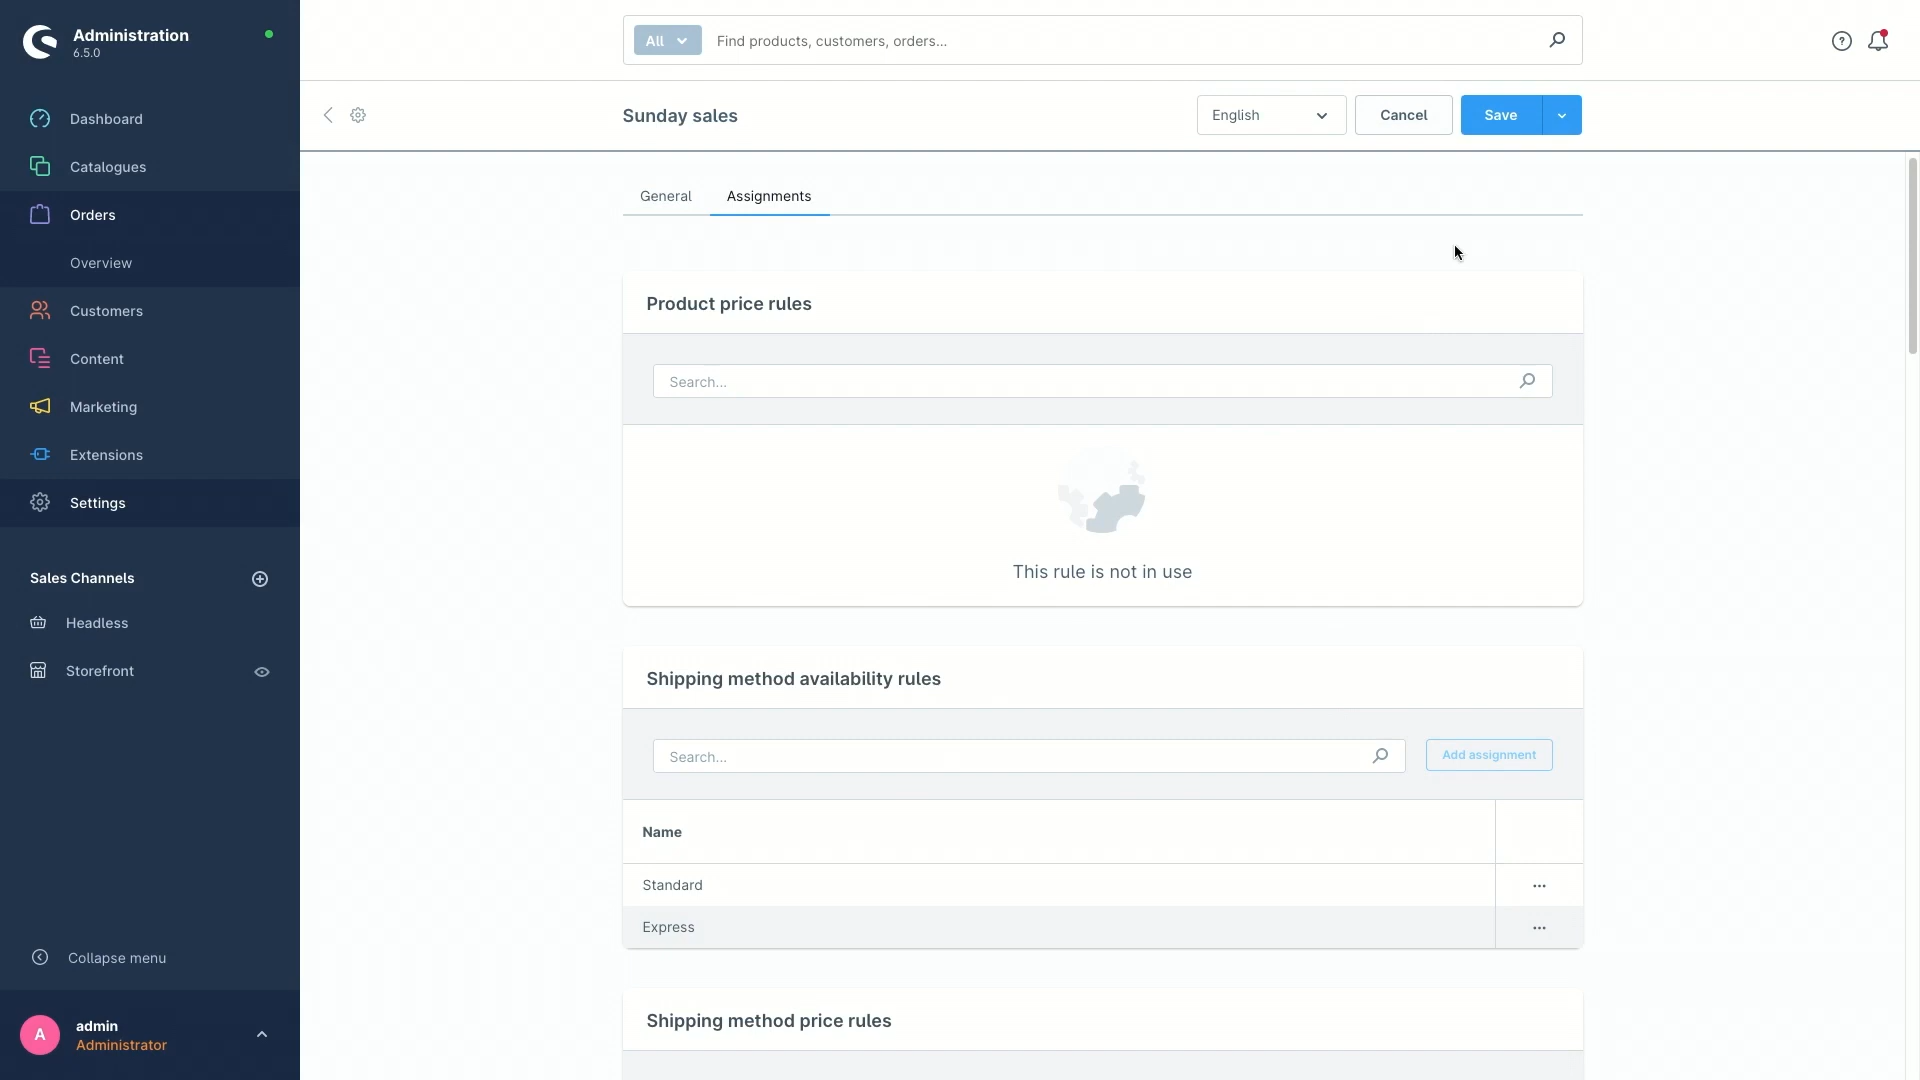 Administration
6.5.0
Dashboard
Catalogues
Orders
Overview
Customers
Content
Marketing
Extensions
Settings
Sales Channels
Headless
Storefront
Collapse menu
A
admin
Administrator
All
Find products, customers, orders...
Sunday sales
English
Cancel
Save
General
Assignments
Product price rules
Search...
This rule is not in use
Shipping method availability rules
Search...
Add assignment
Name
Standard
Express
Shipping method price rules